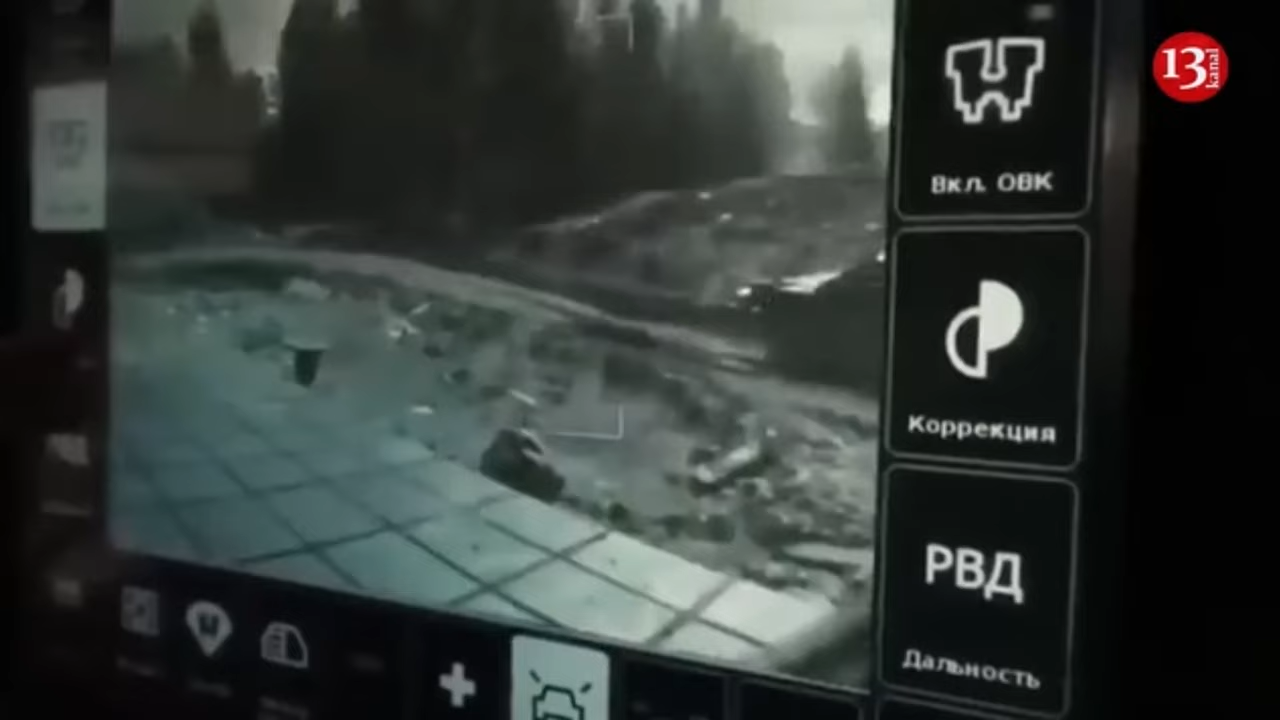 13 kanal
Вкл. ОВК
Коррекция
РВД
Дальность